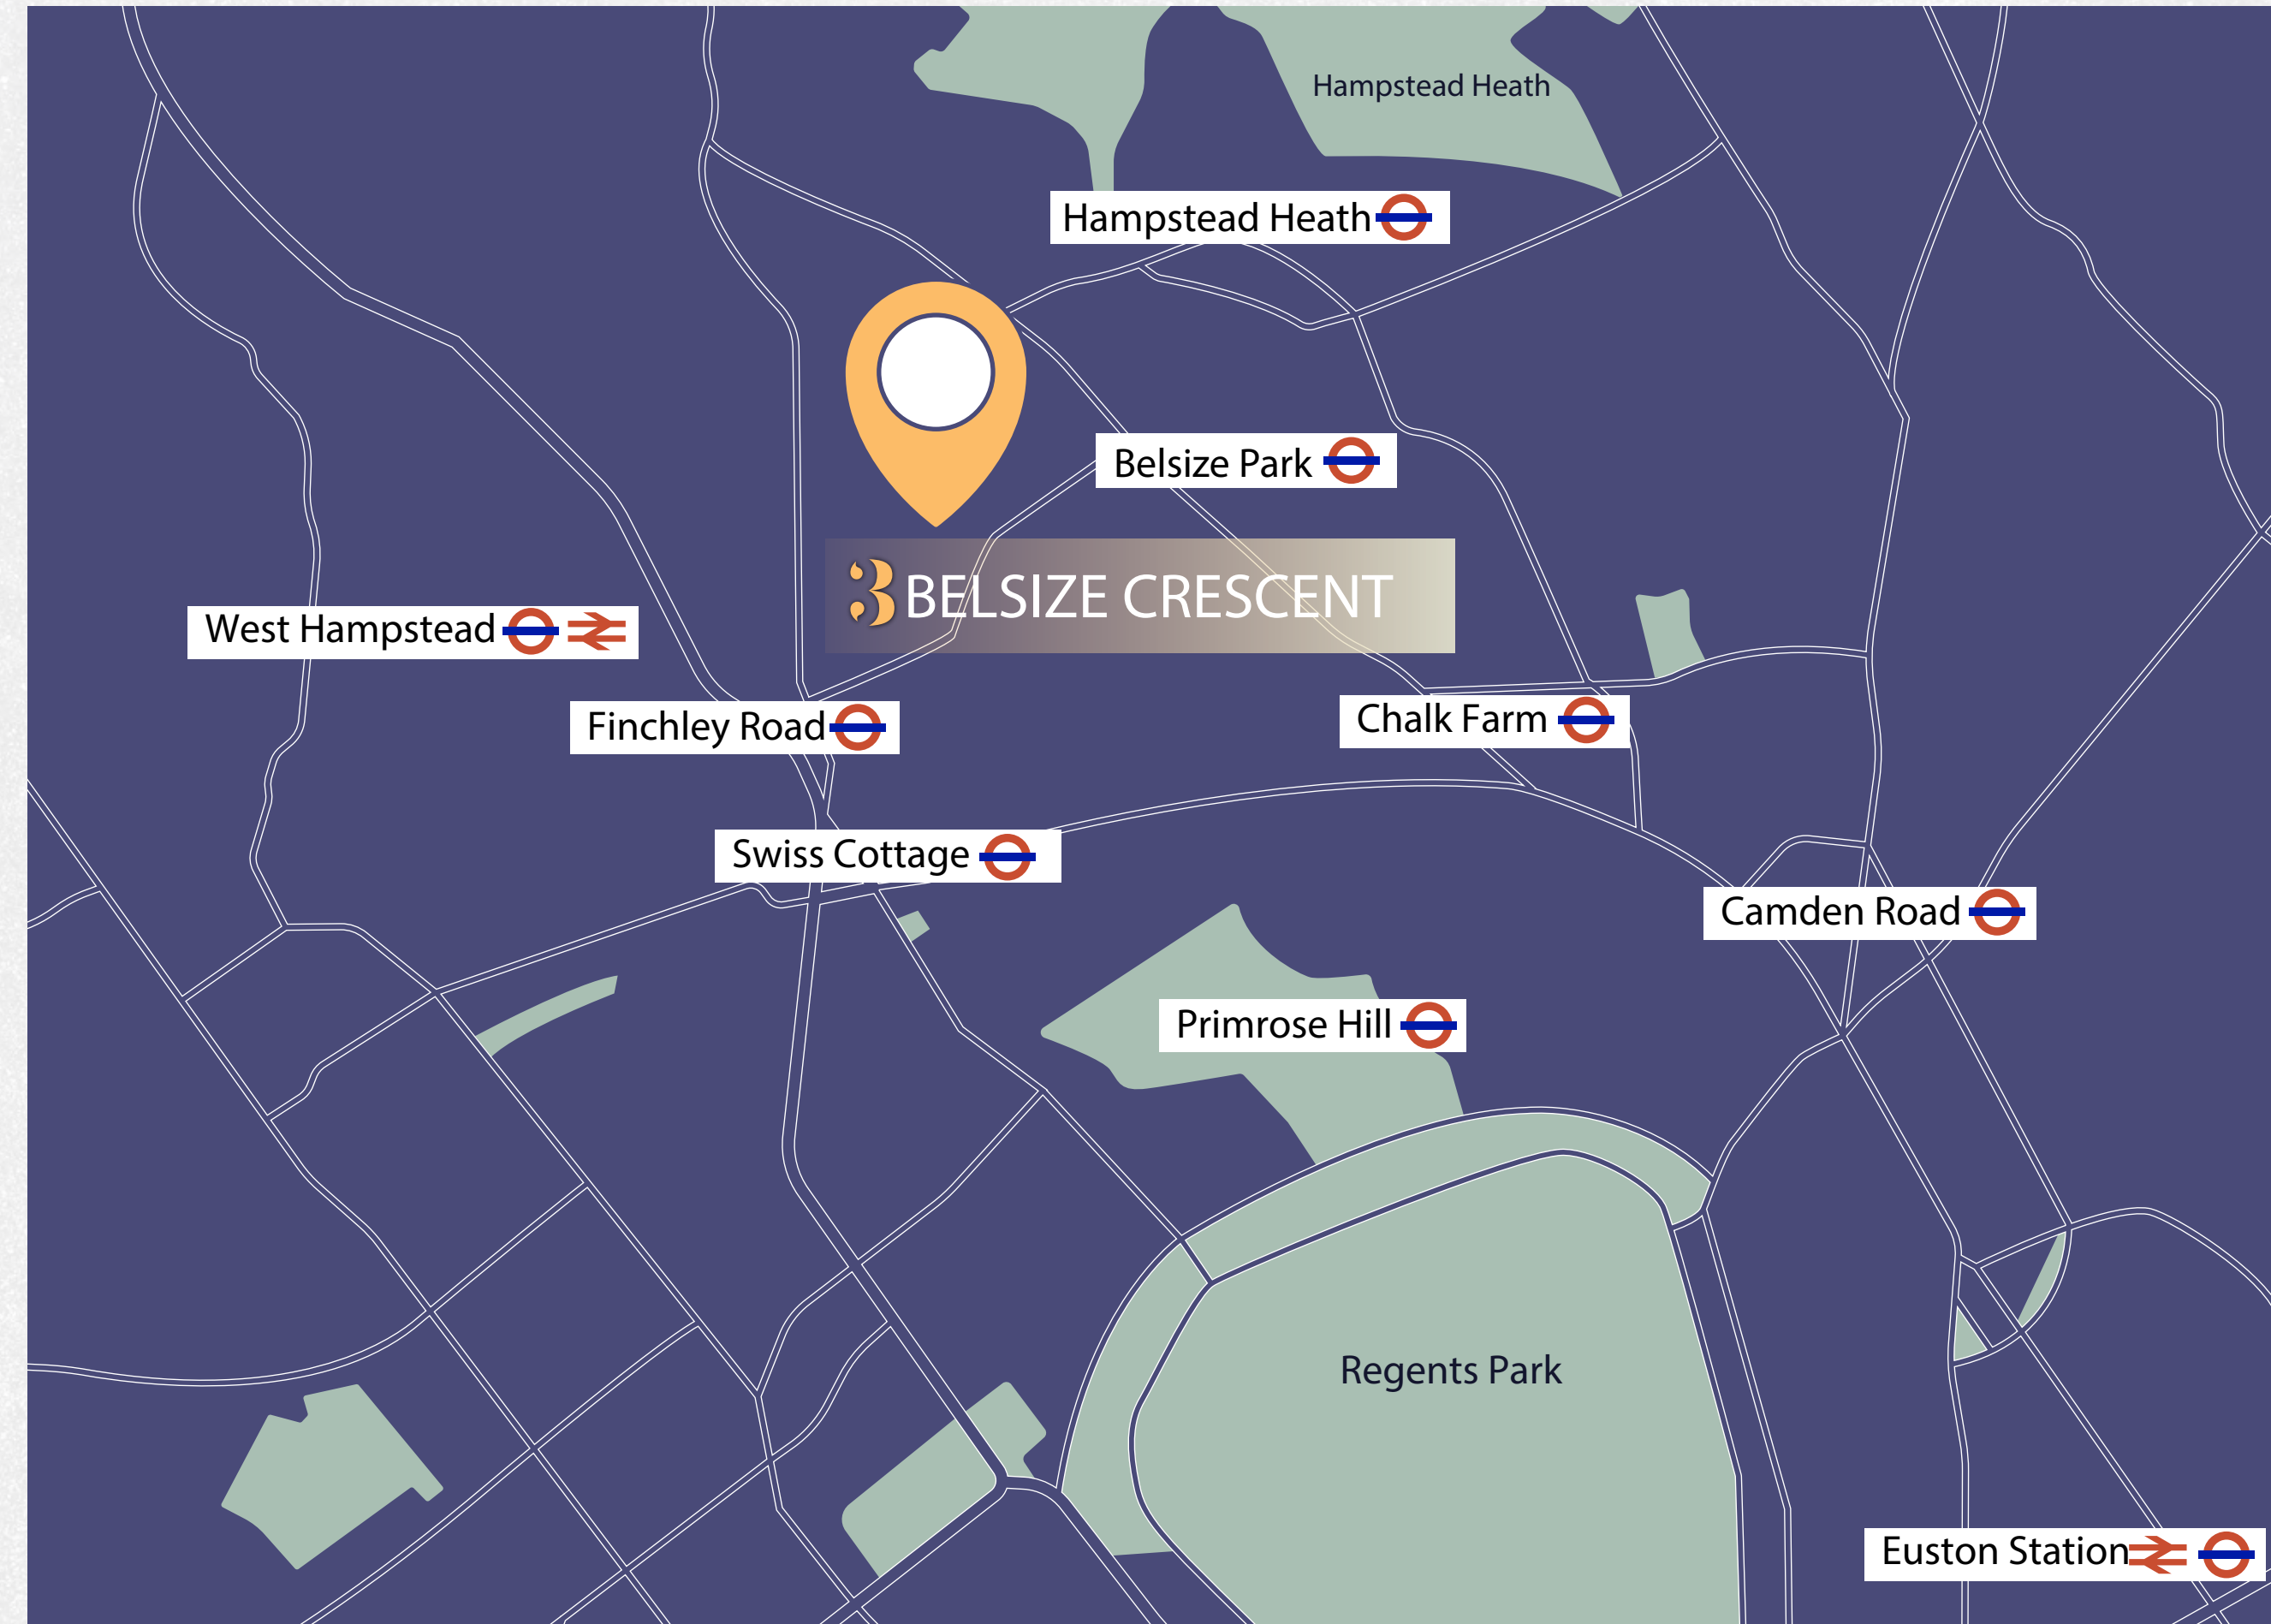 Hampstead Heath
Hampstead Heath
Belsize Park
3 BELSIZE CRESCENT
West Hampstead
Finchley Road
Chalk Farm
Swiss Cottage
Camden Road
Primrose Hill
Regents Park
Euston Station